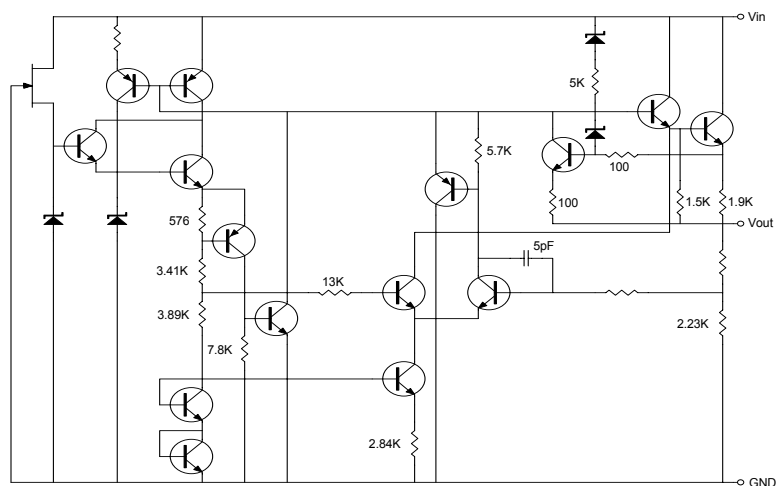 Vin
5K
5.7K
100
100
1.5K
1.9K
576
Vout
5pF
3.41K
13K
3.89K
7.8K
2.23K
2.84K
GND